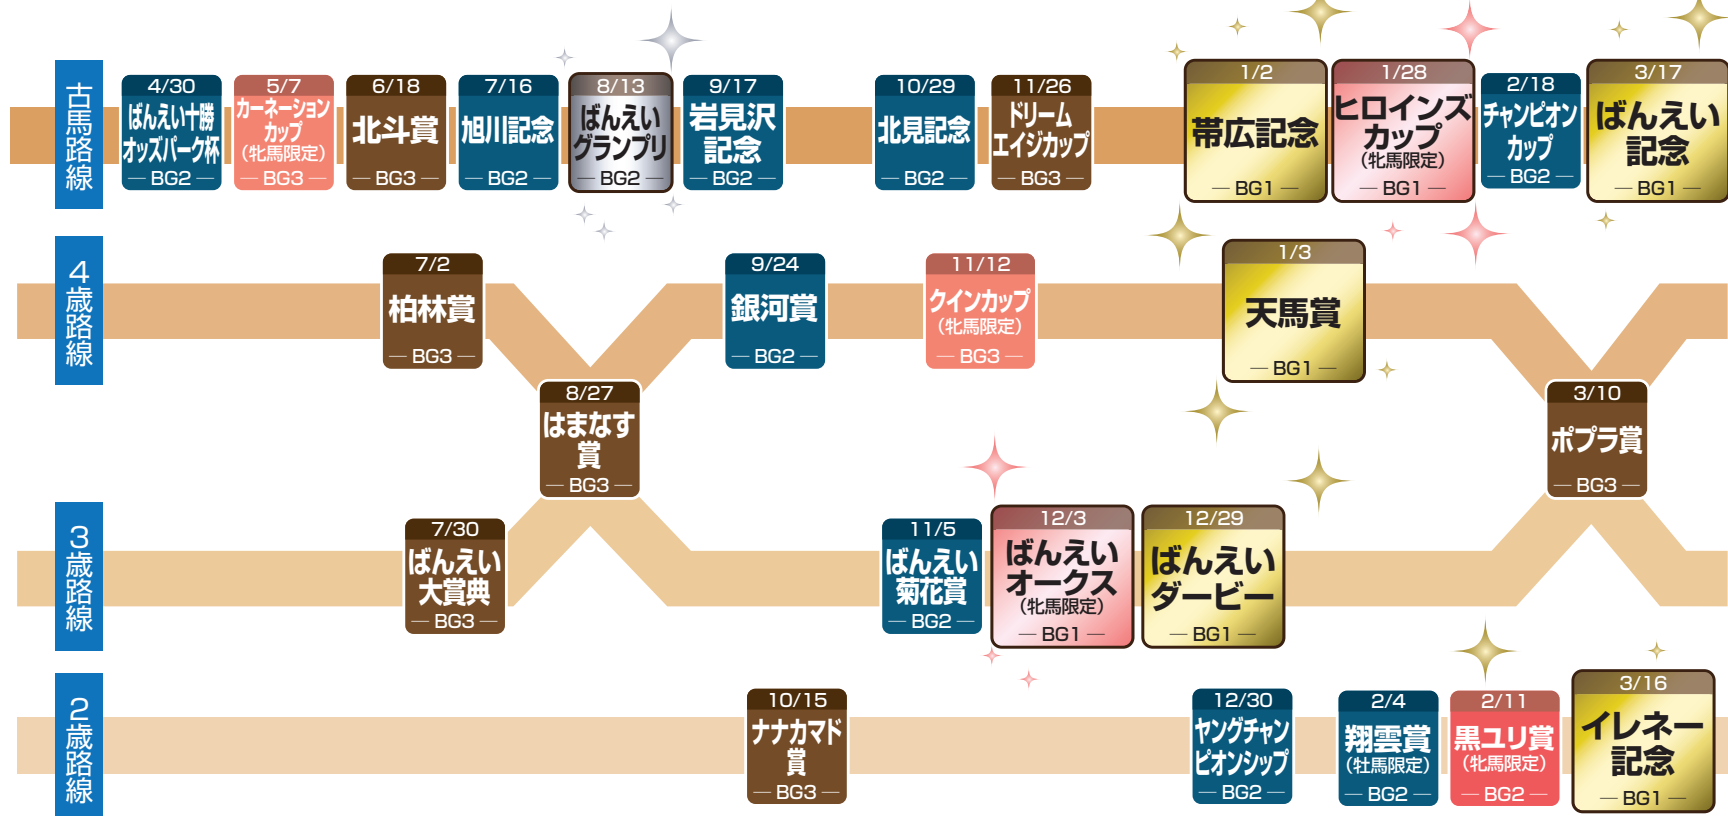 古馬路線
4/30
ばんえい十勝
オッズパーク杯
BG2
5/7
カーネーション
カップ
(牝馬限定)
BG3
6/18
北斗賞
BG3
7/16
旭川記念
BG2
8/13
ばんえい
グランプリ
BG2
9/17
岩見沢
記念
BG2
10/29
北見記念
BG2
11/26
ドリーム
エイジカップ
BG3
1/2
帯広記念
BG1
1/28
ヒロインズ
カップ
(牝馬限定)
BG1
2/18
チャンピオン
カップ
BG2
3/17
ばんえい
記念
BG1
4歳路線
7/2
柏林賞
BG3
8/27
はまなす
賞
BG3
9/24
銀河賞
BG2
11/12
クインカップ
(牝馬限定)
BG3
1/3
天馬賞
BG1
3/10
ポプラ賞
BG3
3歳路線
7/30
ばんえい
大賞典
BG3
11/5
ばんえい
菊花賞
BG2
12/3
ばんえい
オークス
(牝馬限定)
BG1
12/29
ばんえい
ダービー
BG1
2歳路線
10/15
ナナカマド
賞
BG3
12/30
ヤングチャン
ピオンシップ
BG2
2/4
翔雲賞
(牡馬限定)
BG2
2/11
黒ユリ賞
(牝馬限定)
BG2
3/16
イレネー
記念
BG1